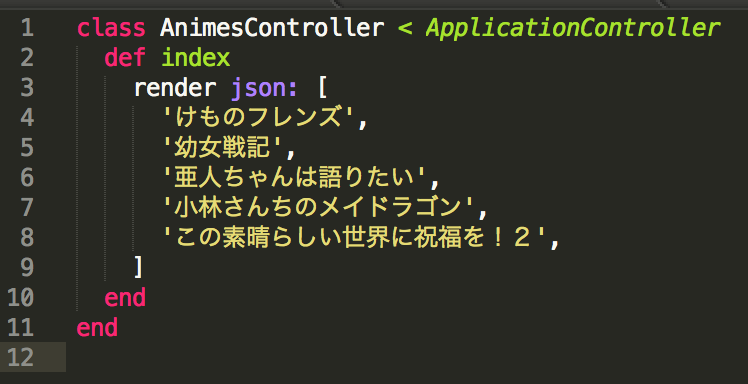 1 class AnimesController < ApplicationController
2   def index
3     render json: [
4       'けものフレンズ',
5       '幼女戦記',
6       '亜人ちゃんは語りたい',
7       '小林さんちのメイドラゴン',
8       'この素晴らしい世界に祝福を！２',
9     ]
10   end
11 end
12